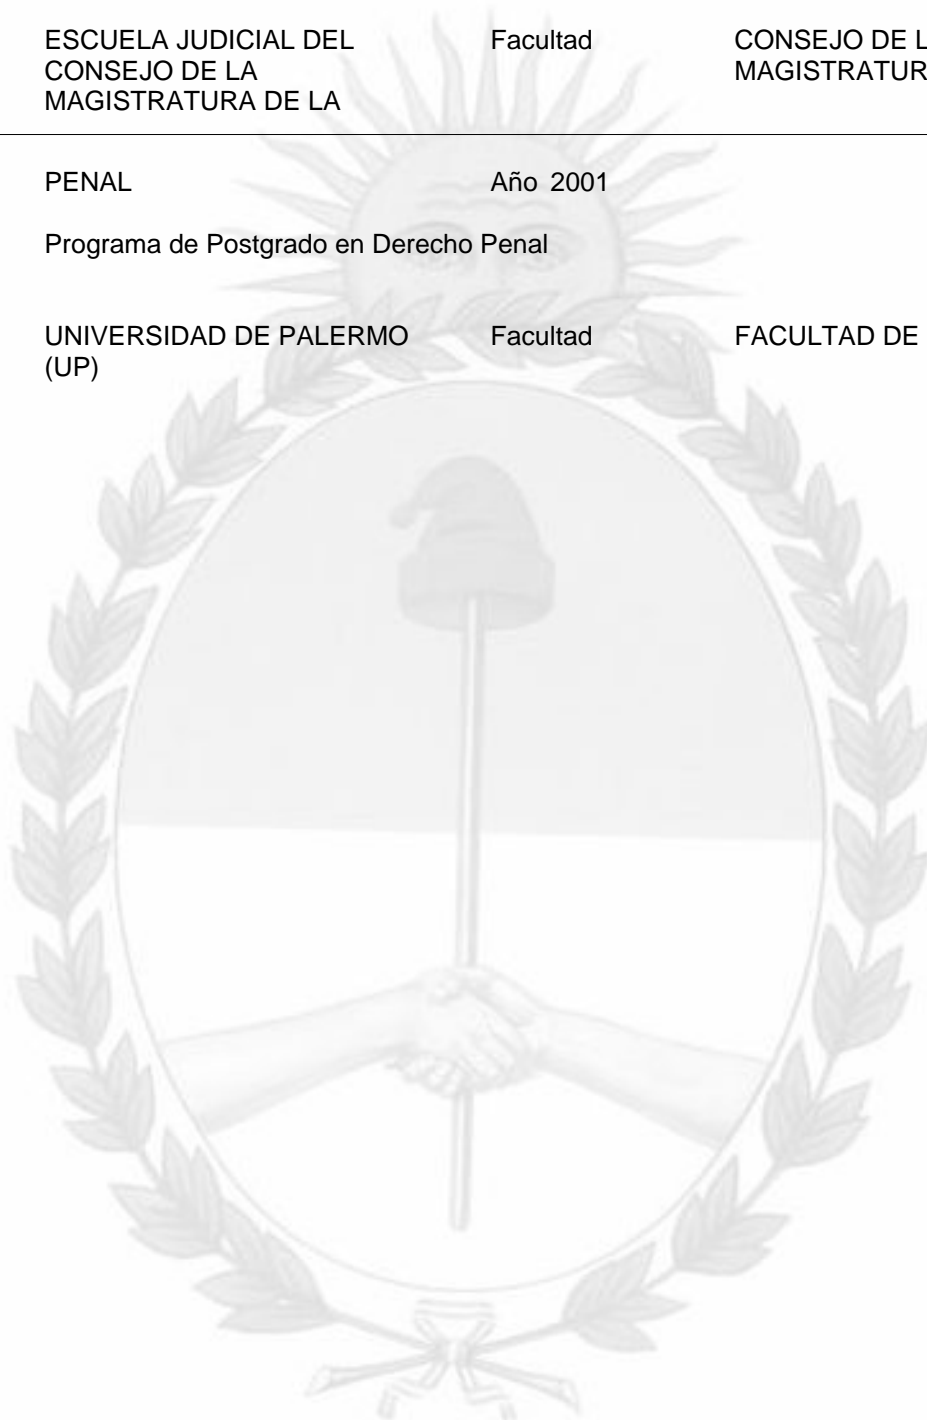 ESCUELA JUDICIAL DEL Facultad CONSEJO DE L
CONSEJO DE LA MAGISTRATUR
MAGISTRATURA DE LA
PENAL Año 2001
Programa de Postgrado en Derecho Penal
UNIVERSIDAD DE PALERMO Facultad FACULTAD DE
(UP)